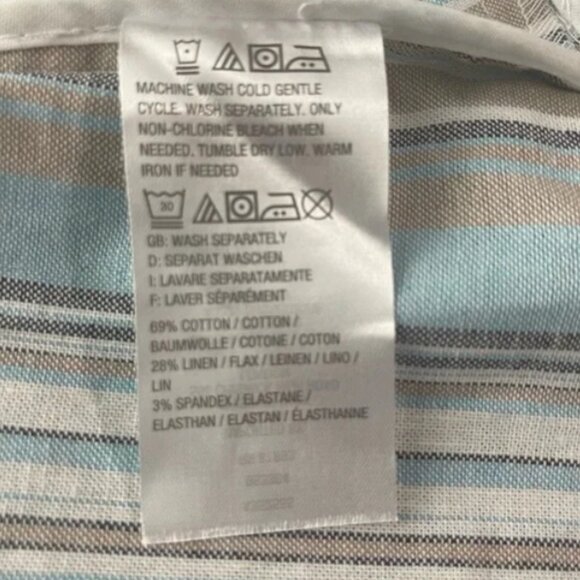 MACHINE WASH COLD GENTLE
CYCLE. WASH SEPARATELY. ONLY
NON-CHLORINE BLEACH WHEN
NEEDED. TUMBLE DRY LOW. WARM
IRON IF NEEDED
30
GB: WASH SEPARATELY
D: SEPARAT WASCHEN
I: LAVARE SEPARATAMENTE
F: LAVER SÉPARÉMENT
69% COTTON / COTTON /
BAUMWOLLE / COTONE / COTON
28% LINEN / FLAX / LEINEN / LINO /
LIN
3% SPANDEX / ELASTANE /
ELASTHAN / ELASTAN / ÉLASTHANNE